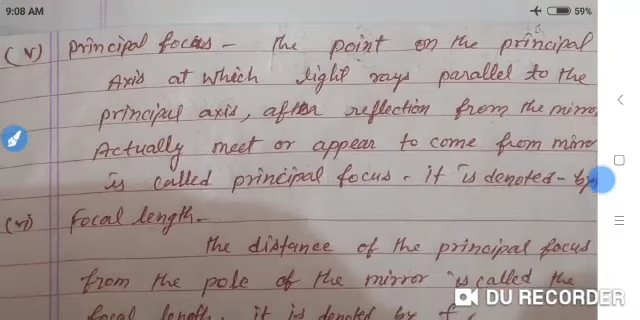 9:08 AM
59%
(v) principal focus - The point on the principal
Axis at which light rays parallel to the
principal axis, after reflection from the mirror,
Actually meet or appear to come from mirror
is called principal focus. it is denoted - by
(vi) Focal length.
the distance of the principal focus
from the pole of the mirror is called the
focal length. it is denoted by f.
DU RECORDER